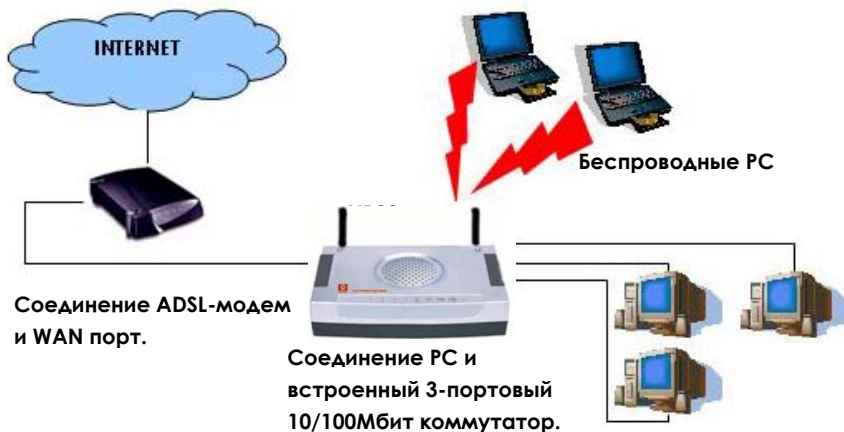 INTERNET
Беспроводные PC
Соединение ADSL-модем
и WAN порт.
Соединение PC и
встроенный 3-портовый
10/100Мбит коммутатор.